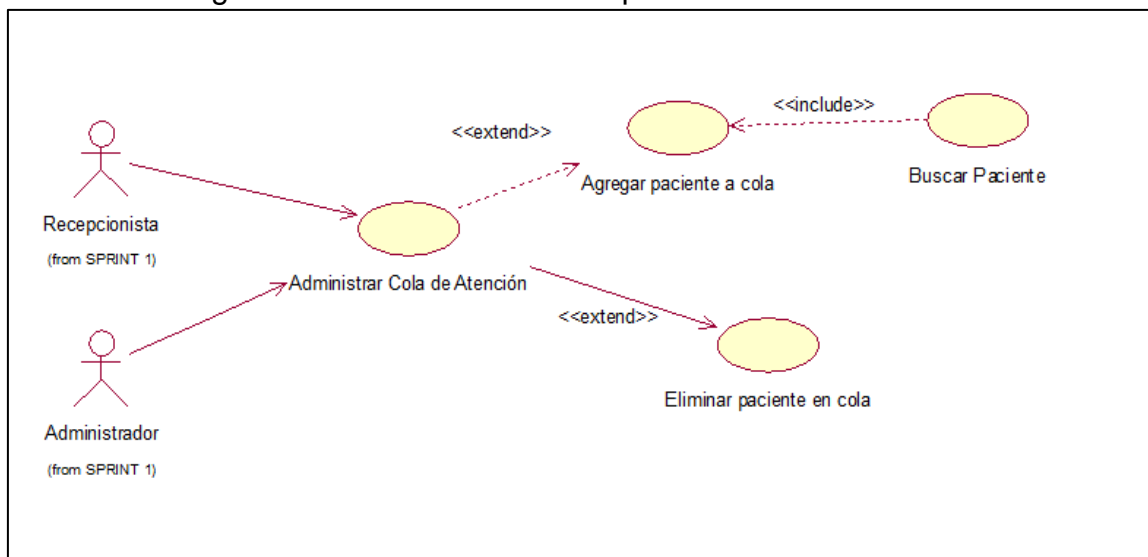 <<include>>
<<extend>>
Agregar paciente a cola
Buscar Paciente
Recepcionista
(from SPRINT 1)
Administrar Cola de Atención
<<extend>>
Eliminar paciente en cola
Administrador
(from SPRINT 1)